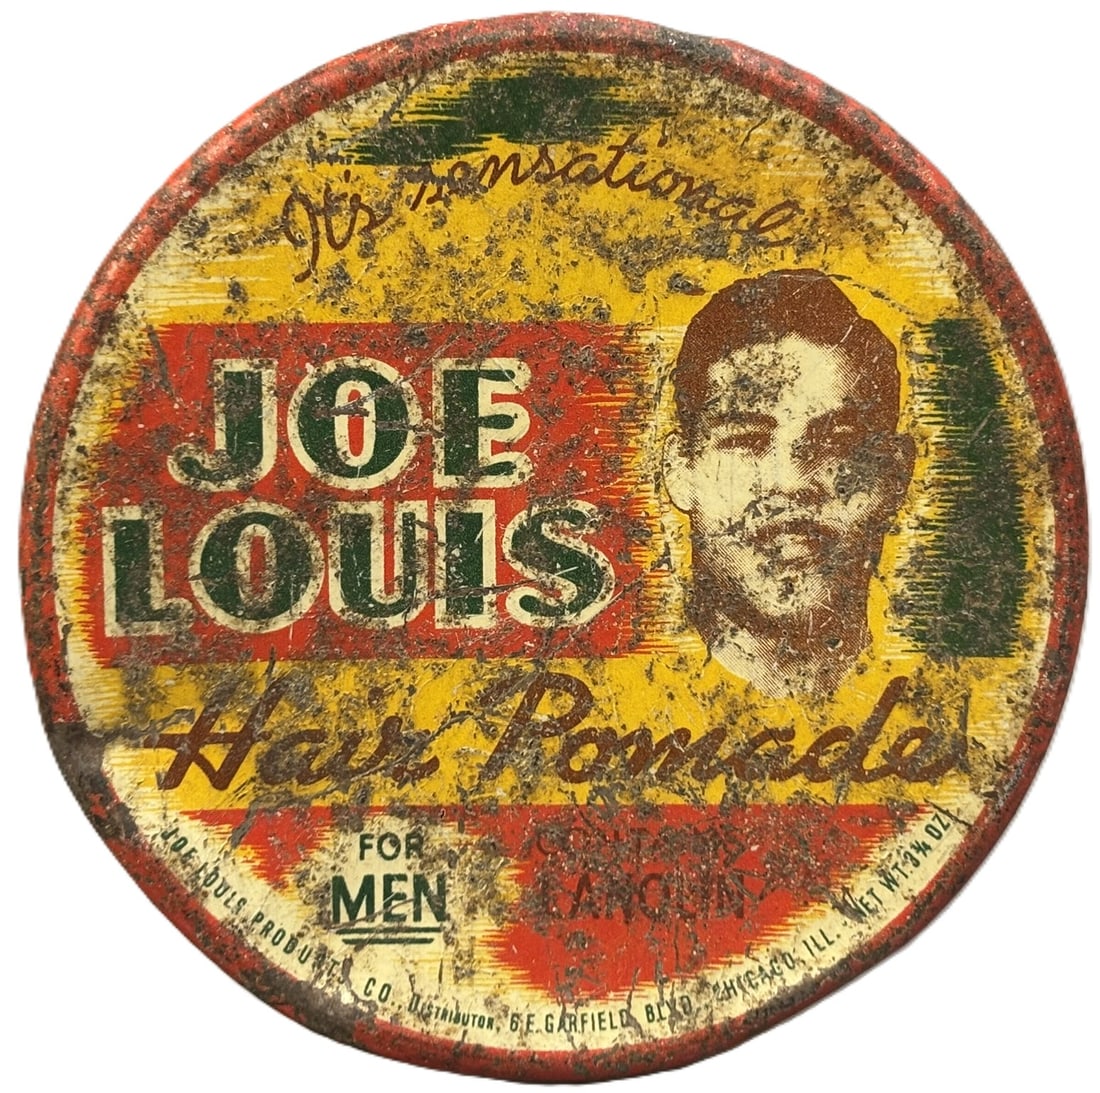 It's sensational
JOE
LOUIS
Hair Pomade
FOR
MEN
CONTAINS
LANOLIN
JOE LOUIS PRODUCTS CO., DISTRIBUTOR, 6 E. GARFIELD BLVD. CHICAGO, ILL. NET WT. 3¼ OZ.